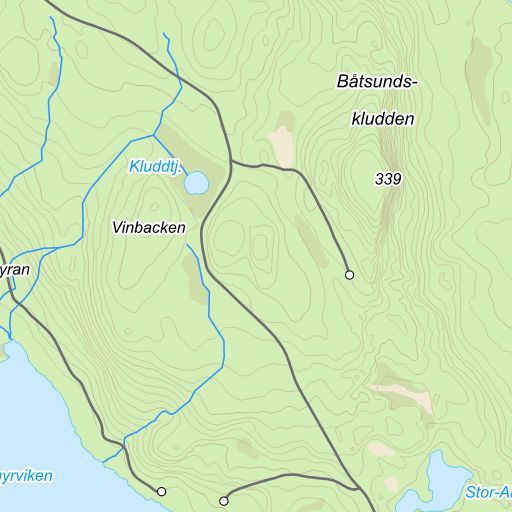 Båtsunds-
kludden
Kluddtj.
339
Vinbacken
yran
yrviken
Stor-A